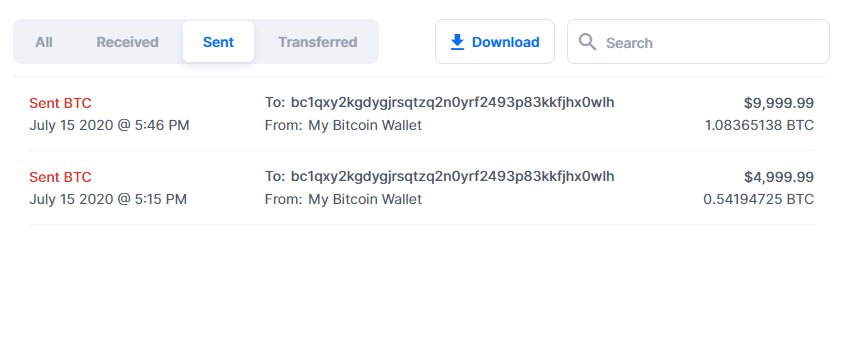 All Received Sent Transferred Download Search
Sent BTC To: bc1qxy2kgdygjrsqtzq2n0yrf2493p83kkfjhx0wlh $9,999.99
July 15 2020 @ 5:46 PM From: My Bitcoin Wallet 1.08365138 BTC
Sent BTC To: bc1qxy2kgdygjrsqtzq2n0yrf2493p83kkfjhx0wlh $4,999.99
July 15 2020 @ 5:15 PM From: My Bitcoin Wallet 0.54194725 BTC